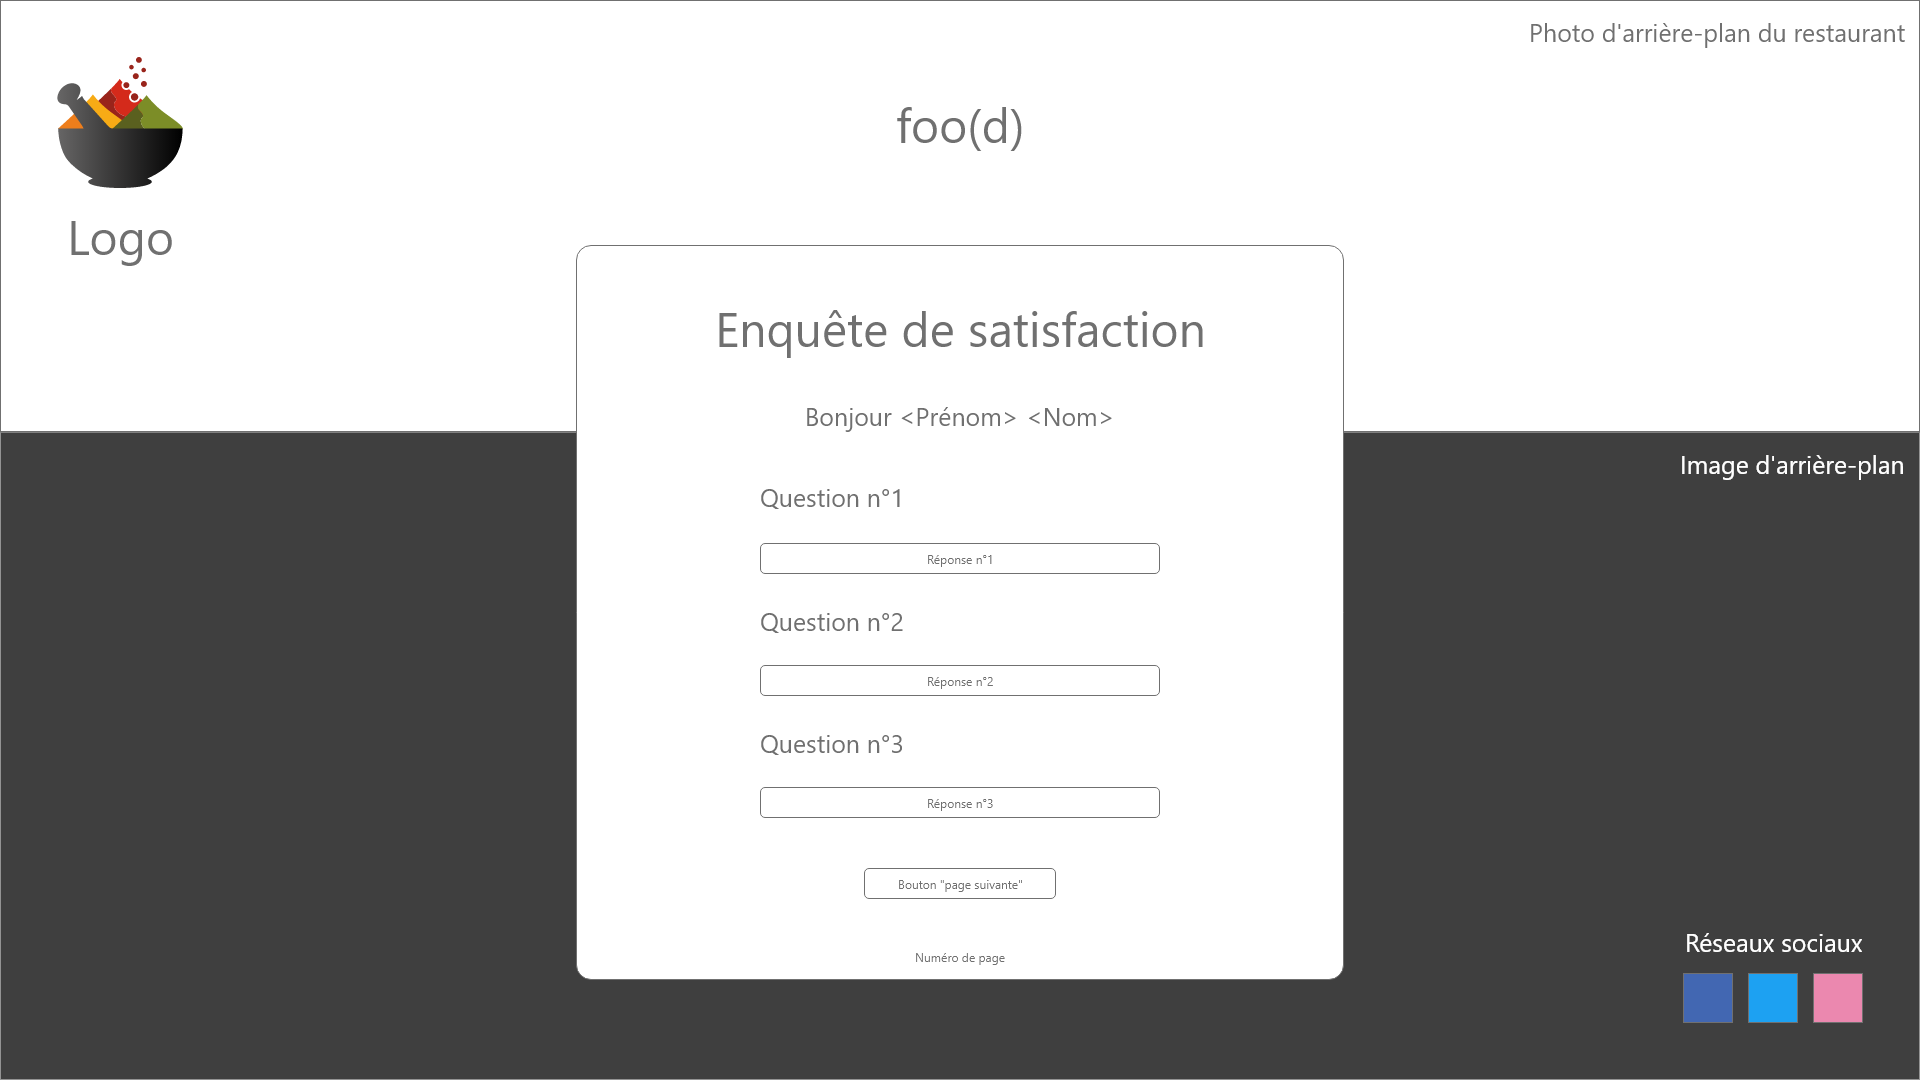 Photo d'arrière-plan du restaurant
foo(d)
Logo
Enquête de satisfaction
Bonjour <Prénom> <Nom>
Image d'arrière-plan
Question n°1
Réponse n°1
Question n°2
Réponse n°2
Question n°3
Réponse n°3
Bouton "page suivante"
Numéro de page
Réseaux sociaux